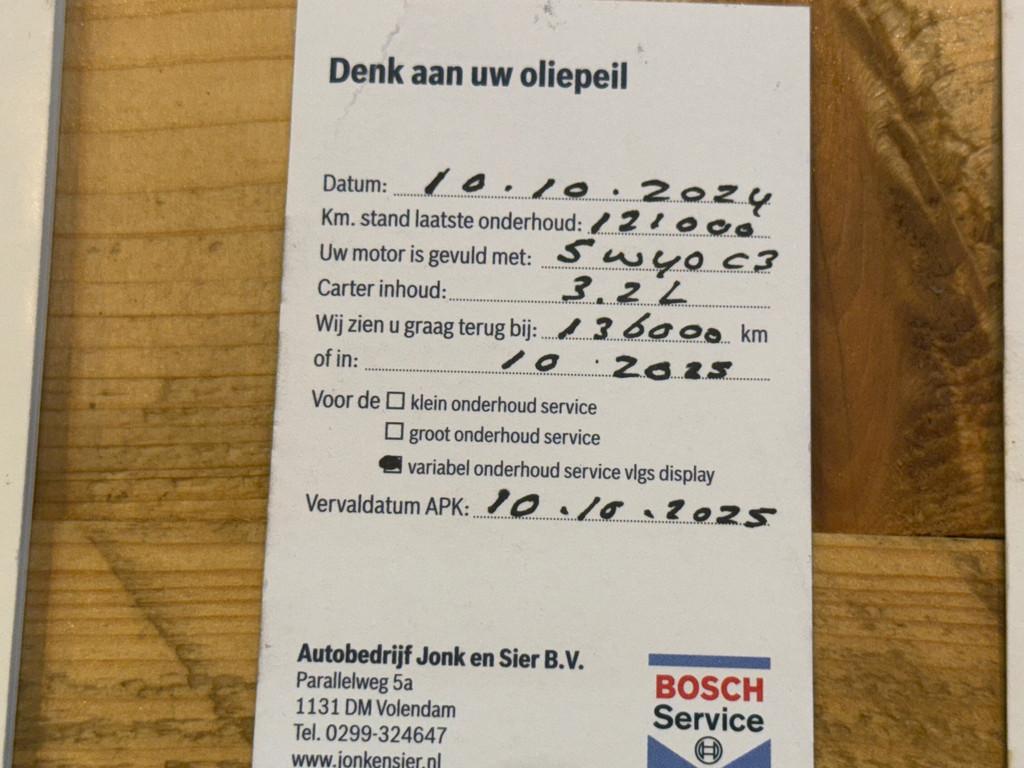 Denk aan uw oliepeil
Datum: 10.10.2024
Km. stand laatste onderhoud: 121000
Uw motor is gevuld met: 5w40 c3
Carter inhoud: 3.2 L
Wij zien u graag terug bij: 136000 km
of in: 10.2025
Voor de ☐ klein onderhoud service
☐ groot onderhoud service
☑ variabel onderhoud service vlgs display
Vervaldatum APK: 10.10.2025
Autobedrijf Jonk en Sier B.V.
Parallelweg 5a
1131 DM Volendam
Tel. 0299-324647
www.jonkensier.nl
BOSCH
Service